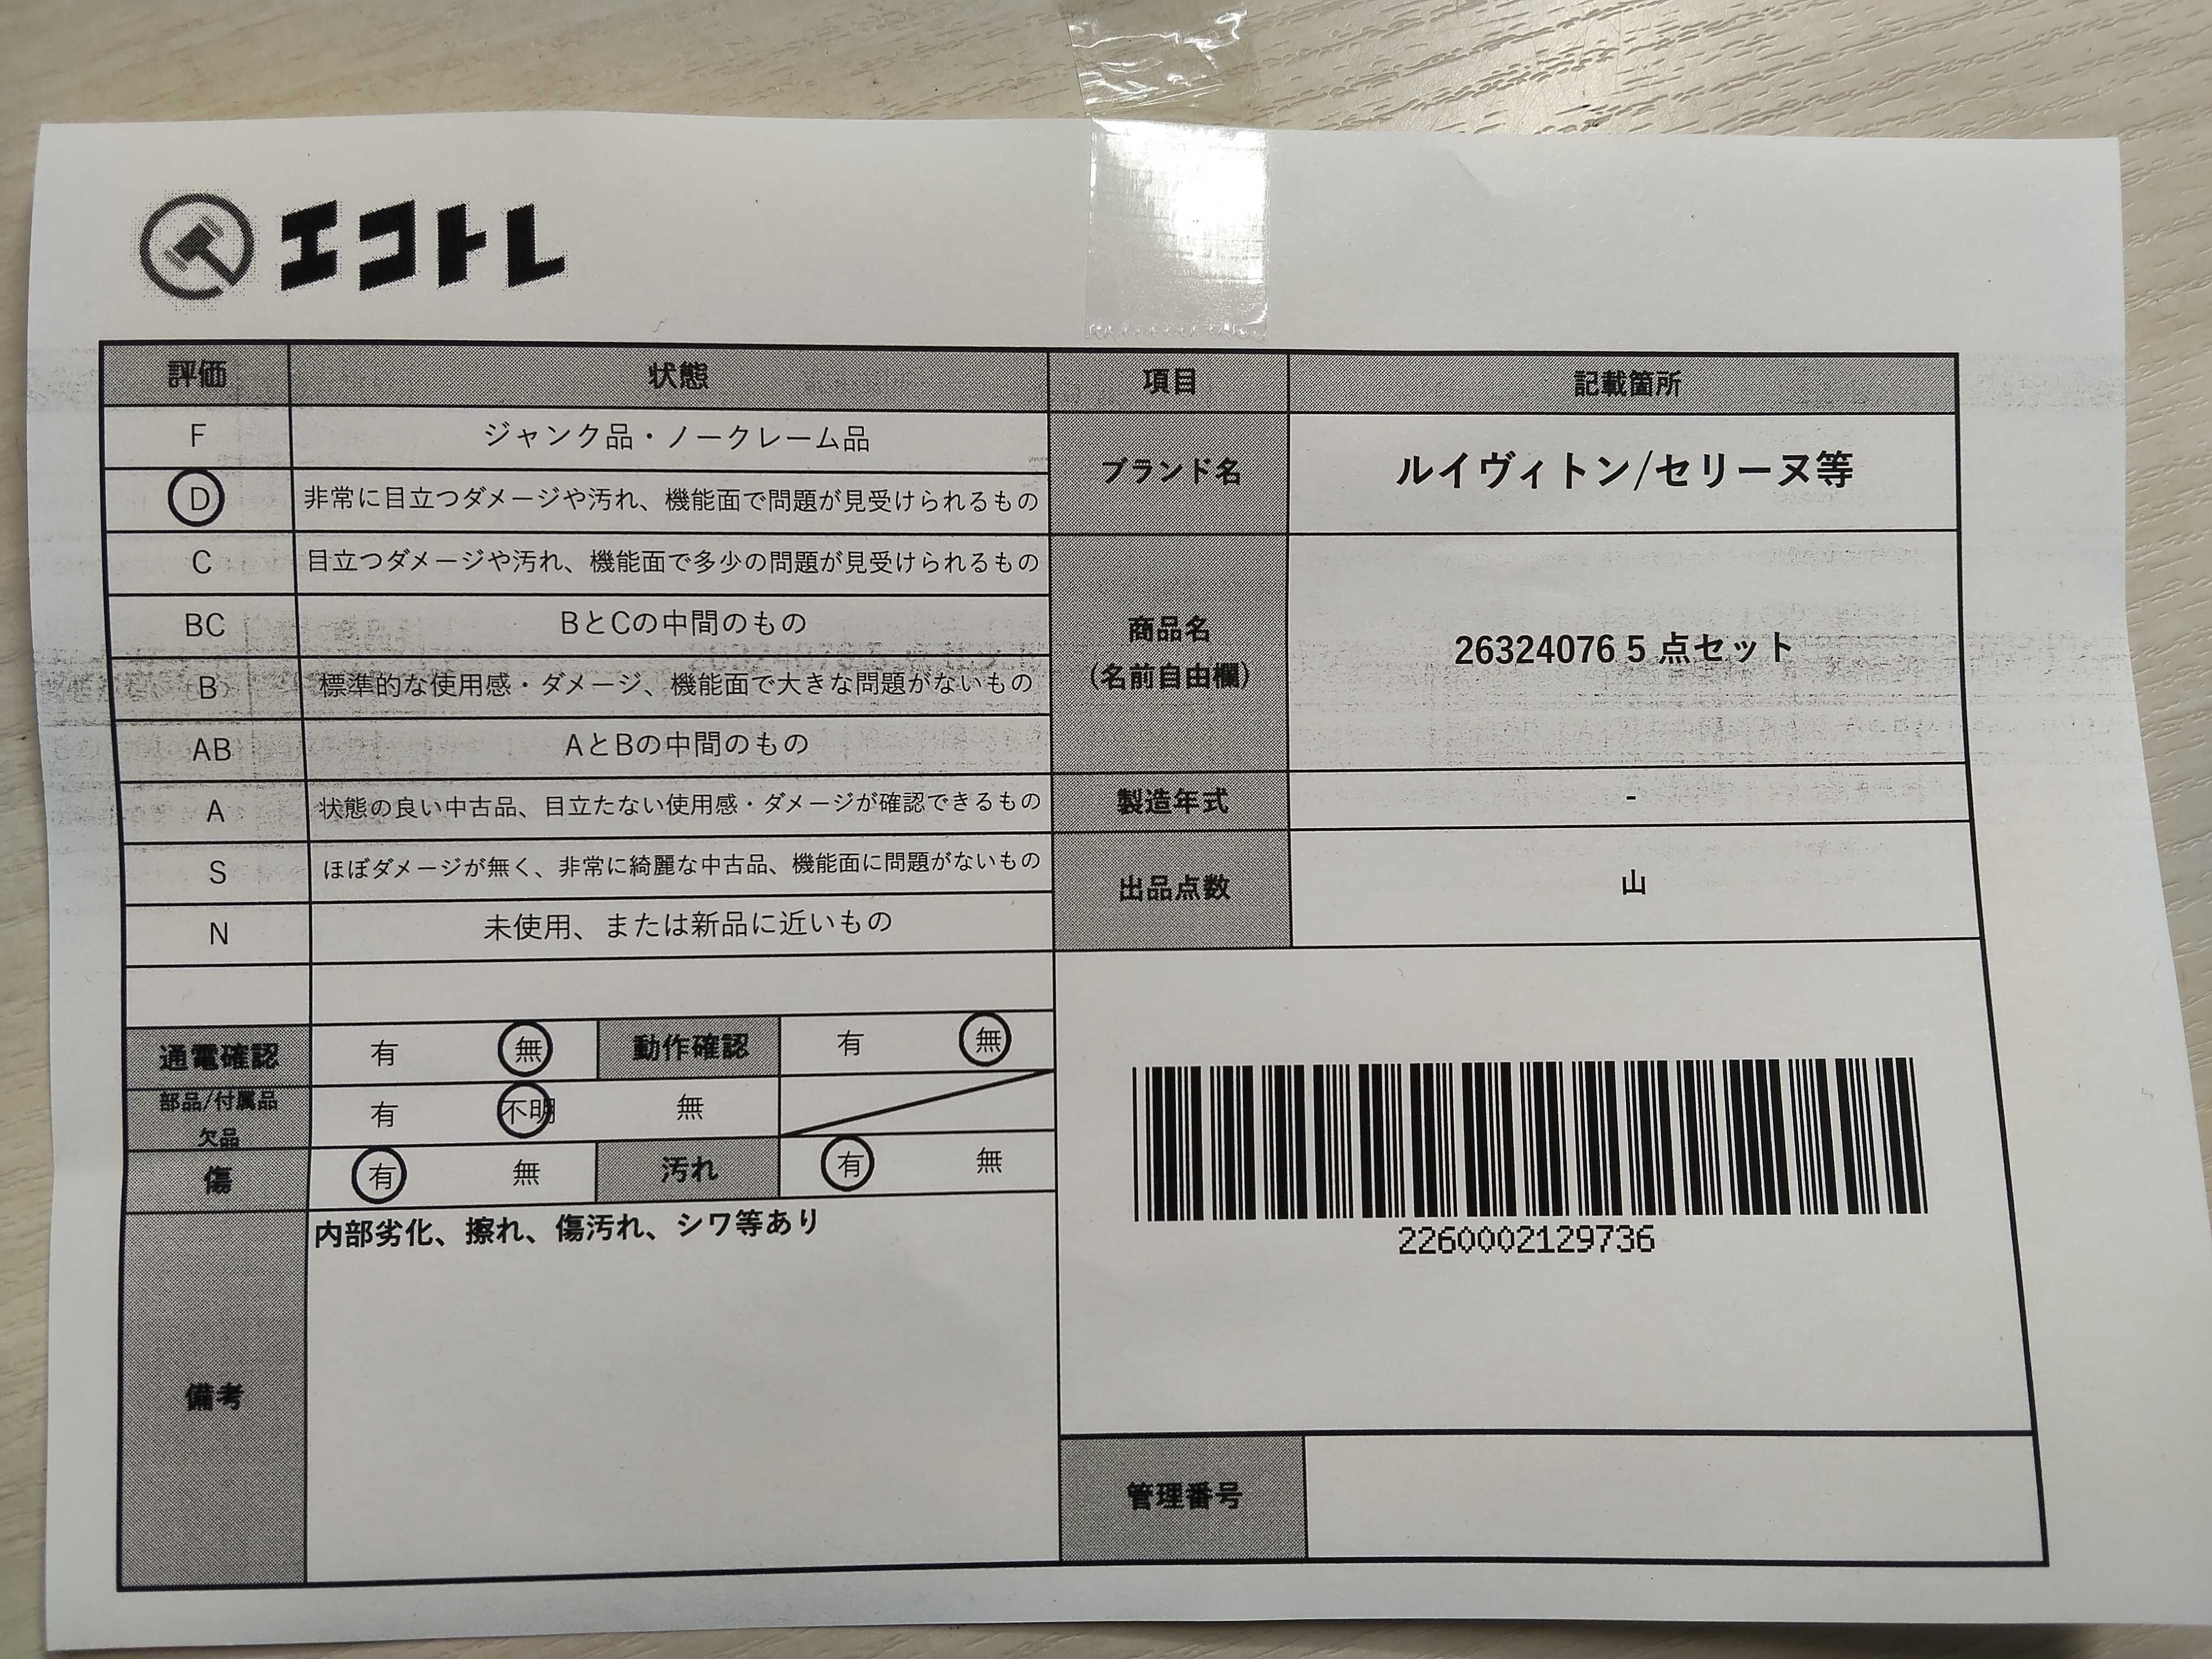 エコトレ
評価 状態 項目 記載箇所
F ジャンク品・ノークレーム品
D 非常に目立つダメージや汚れ、機能面で問題が見受けられるもの
ブランド名 ルイヴィトン/セリーヌ等
C 目立つダメージや汚れ、機能面で多少の問題が見受けられるもの
BC BとCの中間のもの
商品名
(名前自由欄)
26324076 5 点セット
B 標準的な使用感・ダメージ、機能面で大きな問題がないもの
AB AとBの中間のもの
A 状態の良い中古品、目立たない使用感・ダメージが確認できるもの
製造年式 -
S ほぼダメージが無く、非常に綺麗な中古品、機能面に問題がないもの
出品点数 山
N 未使用、または新品に近いもの
通電確認 有 無 動作確認 有 無
部品/付属品
欠品
有 不明 無
傷 有 無 汚れ 有 無
備考
内部劣化、擦れ、傷汚れ、シワ等あり
2260002129736
管理番号